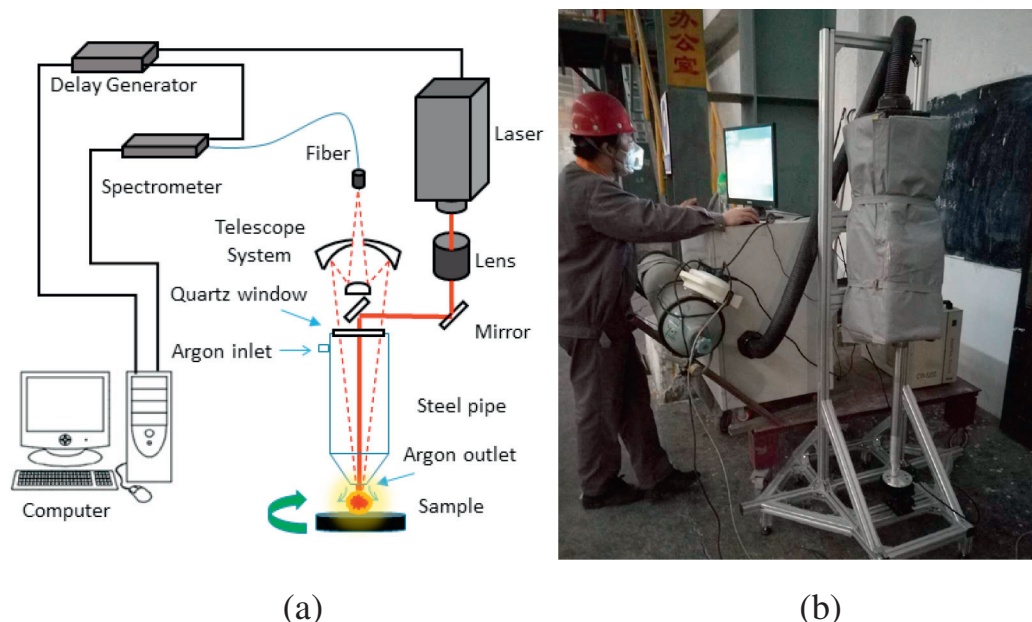 Delay Generator
Spectrometer
Fiber
Laser
Telescope
System
Lens
Quartz window
Mirror
Argon inlet
Steel pipe
Argon outlet
Sample
Computer
办
公
室
(a)
(b)